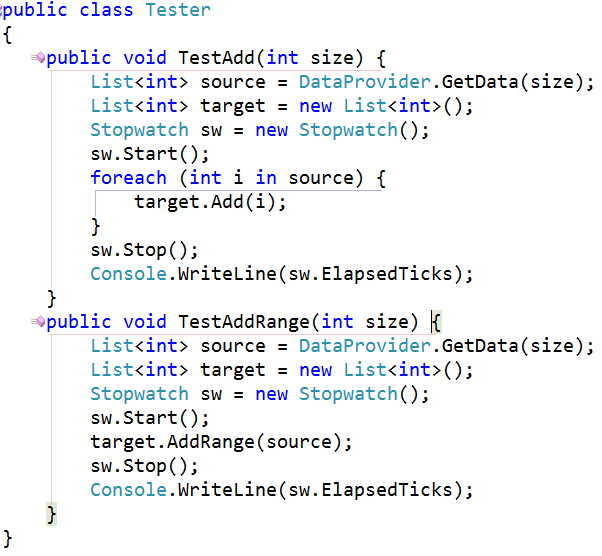 public class Tester
{
    public void TestAdd(int size) {
        List<int> source = DataProvider.GetData(size);
        List<int> target = new List<int>();
        Stopwatch sw = new Stopwatch();
        sw.Start();
        foreach (int i in source) {
            target.Add(i);
        }
        sw.Stop();
        Console.WriteLine(sw.ElapsedTicks);
    }
    public void TestAddRange(int size) {
        List<int> source = DataProvider.GetData(size);
        List<int> target = new List<int>();
        Stopwatch sw = new Stopwatch();
        sw.Start();
        target.AddRange(source);
        sw.Stop();
        Console.WriteLine(sw.ElapsedTicks);
    }
}